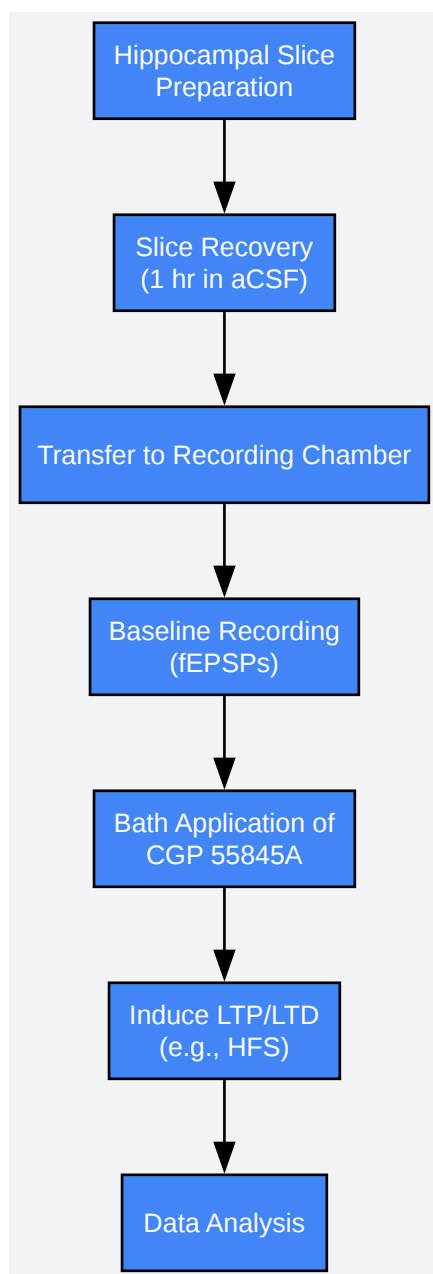 Hippocampal Slice
Preparation
Slice Recovery
(1 hr in aCSF)
Transfer to Recording Chamber
Baseline Recording
(fEPSPs)
Bath Application of
CGP 55845A
Induce LTP/LTD
(e.g., HFS)
Data Analysis